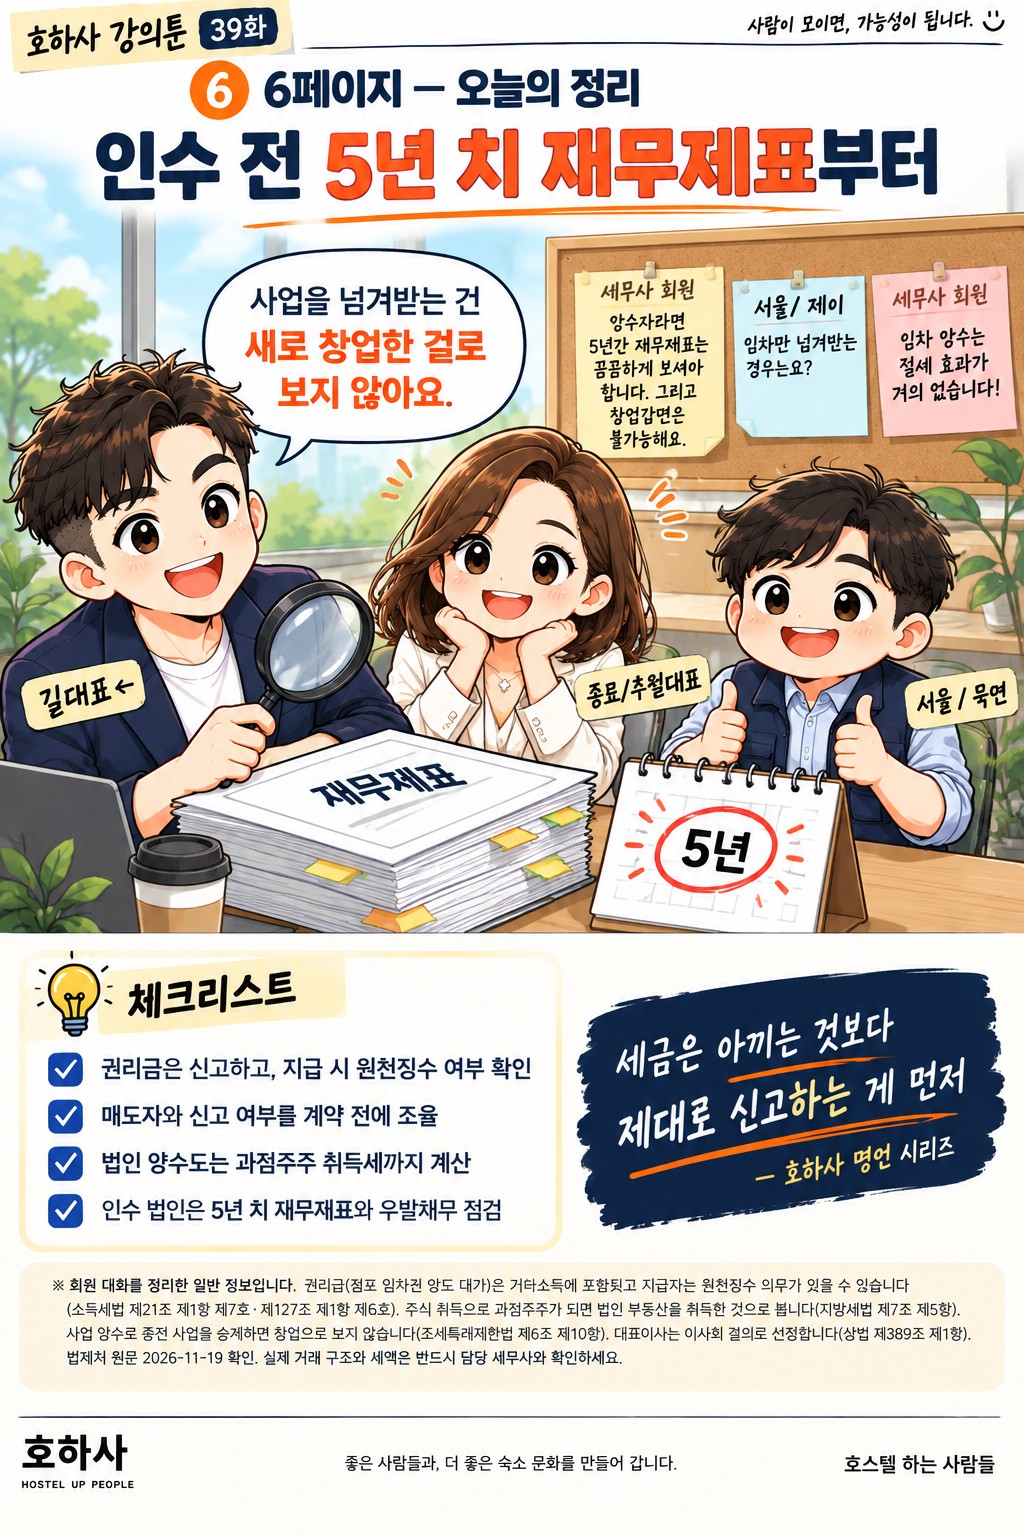 호하사 강의툰 39화
사람이 모이면, 가능성이 됩니다.
6 6페이지 – 오늘의 정리
인수 전 5년 치 재무제표부터
사업을 넘겨받는 건
새로 창업한 걸로
보지 않아요.
세무사 회원
양수자라면
5년간 재무제표는
꼼꼼하게 보셔야
합니다. 그리고
창업감면은
불가능해요.
서울/ 제이
임차만 넘겨받는
경우는요?
세무사 회원
임차 양수는
절세 효과가
거의 없습니다!
길대표←
종료/추월대표
서울 / 묵연
재무제표
5년
체크리스트
권리금은 신고하고, 지급 시 원천징수 여부 확인
매도자와 신고 여부를 계약 전에 조율
법인 양수도는 과점주주 취득세까지 계산
인수 법인은 5년 치 재무재표와 우발채무 점검
세금은 아끼는 것보다
제대로 신고하는 게 먼저
– 호하사 명언 시리즈
※ 회원 대화를 정리한 일반 정보입니다. 권리금(점포 임차권 양도 대가)은 기타소득에 포함되고 지급자는 원천징수 의무가 있을 수 있습니다
(소득세법 제21조 제1항 제7호 · 제127조 제1항 제6호). 주식 취득으로 과점주주가 되면 법인 부동산을 취득한 것으로 봅니다(지방세법 제7조 제5항).
사업 양수로 종전 사업을 승계하면 창업으로 보지 않습니다(조세특례제한법 제6조 제10항). 대표이사는 이사회 결의로 선정합니다(상법 제389조 제1항).
법제처 원문 2026-11-19 확인. 실제 거래 구조와 세액은 반드시 담당 세무사와 확인하세요.
호하사
HOSTEL UP PEOPLE
좋은 사람들과, 더 좋은 숙소 문화를 만들어 갑니다.
호스텔 하는 사람들